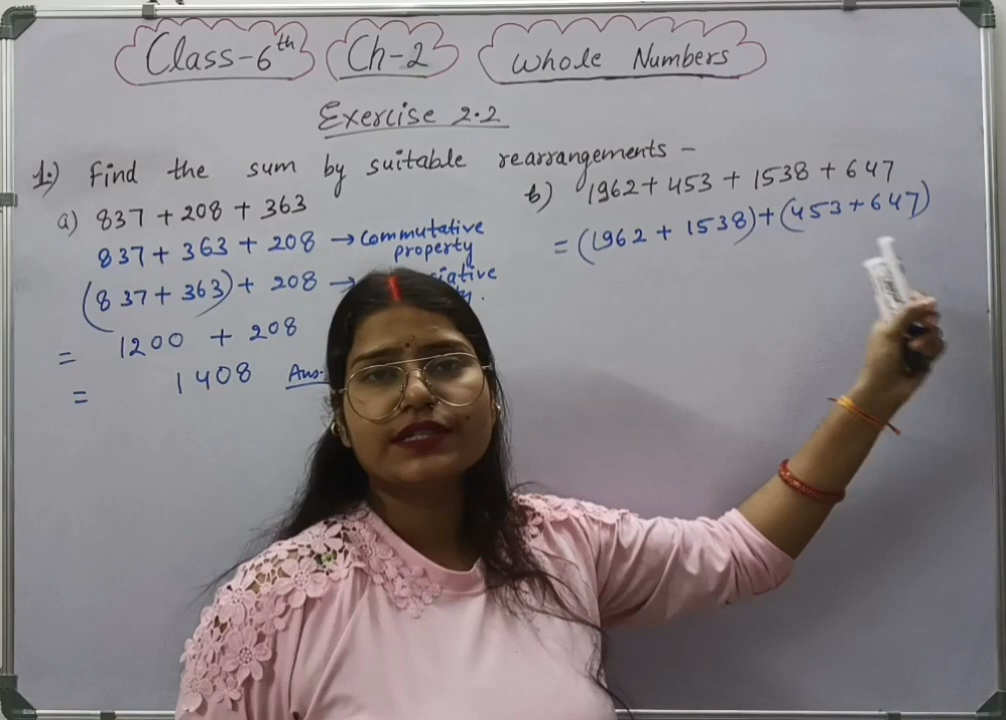 Class-6th Ch-2 Whole Numbers
Exercise 2.2
1.) Find the sum by suitable rearrangements -
a) 837 + 208 + 363
837 + 363 + 208 → Commutative property
(837 + 363) + 208 →
= 1200 + 208
= 1408 Ans.
b) 1962 + 453 + 1538 + 647
= (1962 + 1538) + (453 + 647)